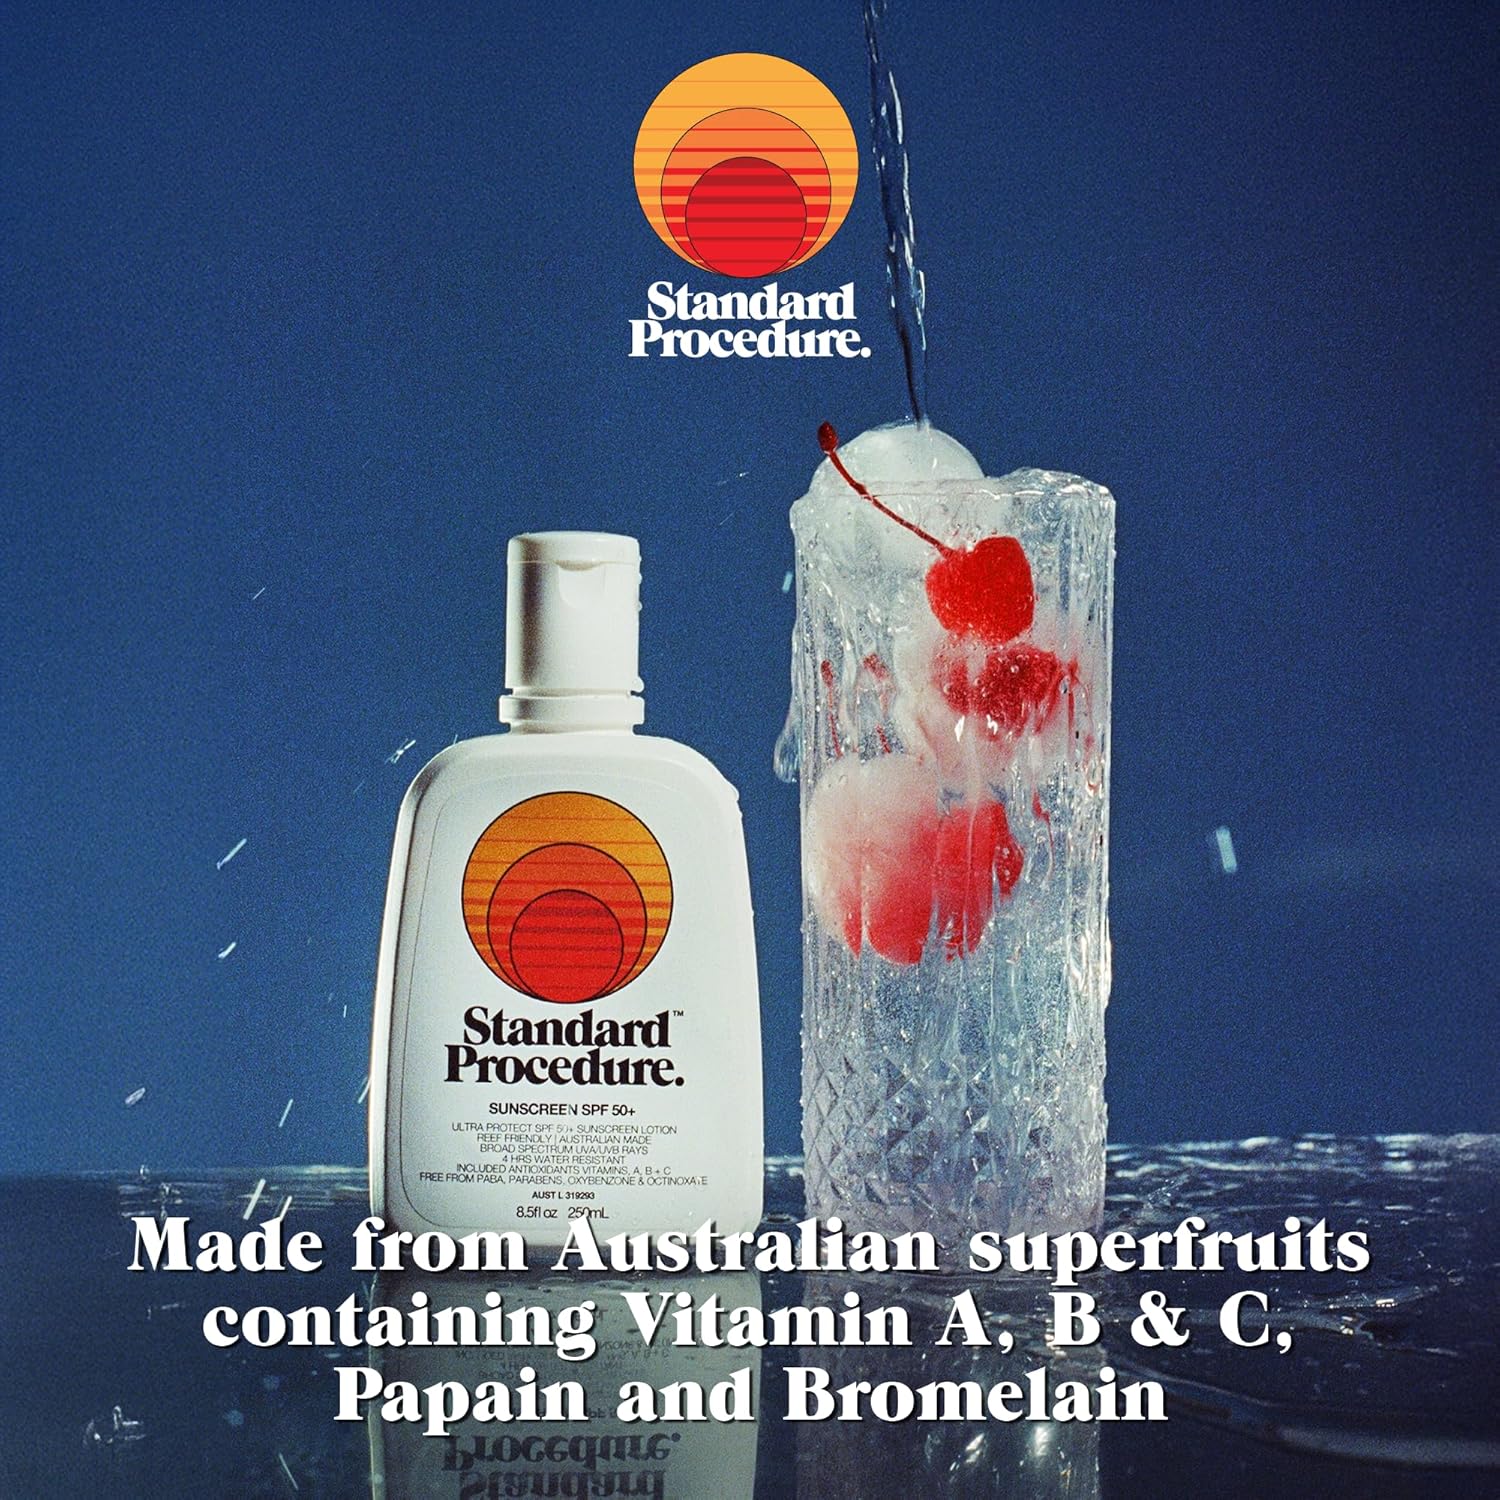 Standard
Procedure.
Standard™
Procedure.
SUNSCREEN SPF 50+
ULTRA PROTECT SPF 50+ SUNSCREEN LOTION
REEF FRIENDLY | AUSTRALIAN MADE
BROAD SPECTRUM UVA/UVB RAYS
4 HRS WATER RESISTANT
INCLUDED ANTIOXIDANTS VITAMINS, A, B + C
FREE FROM PABA, PARABENS, OXYBENZONE & OCTINOXATE
AUST L 319293
8.5fl oz 250mL
Made from Australian superfruits
containing Vitamin A, B & C,
Papain and Bromelain